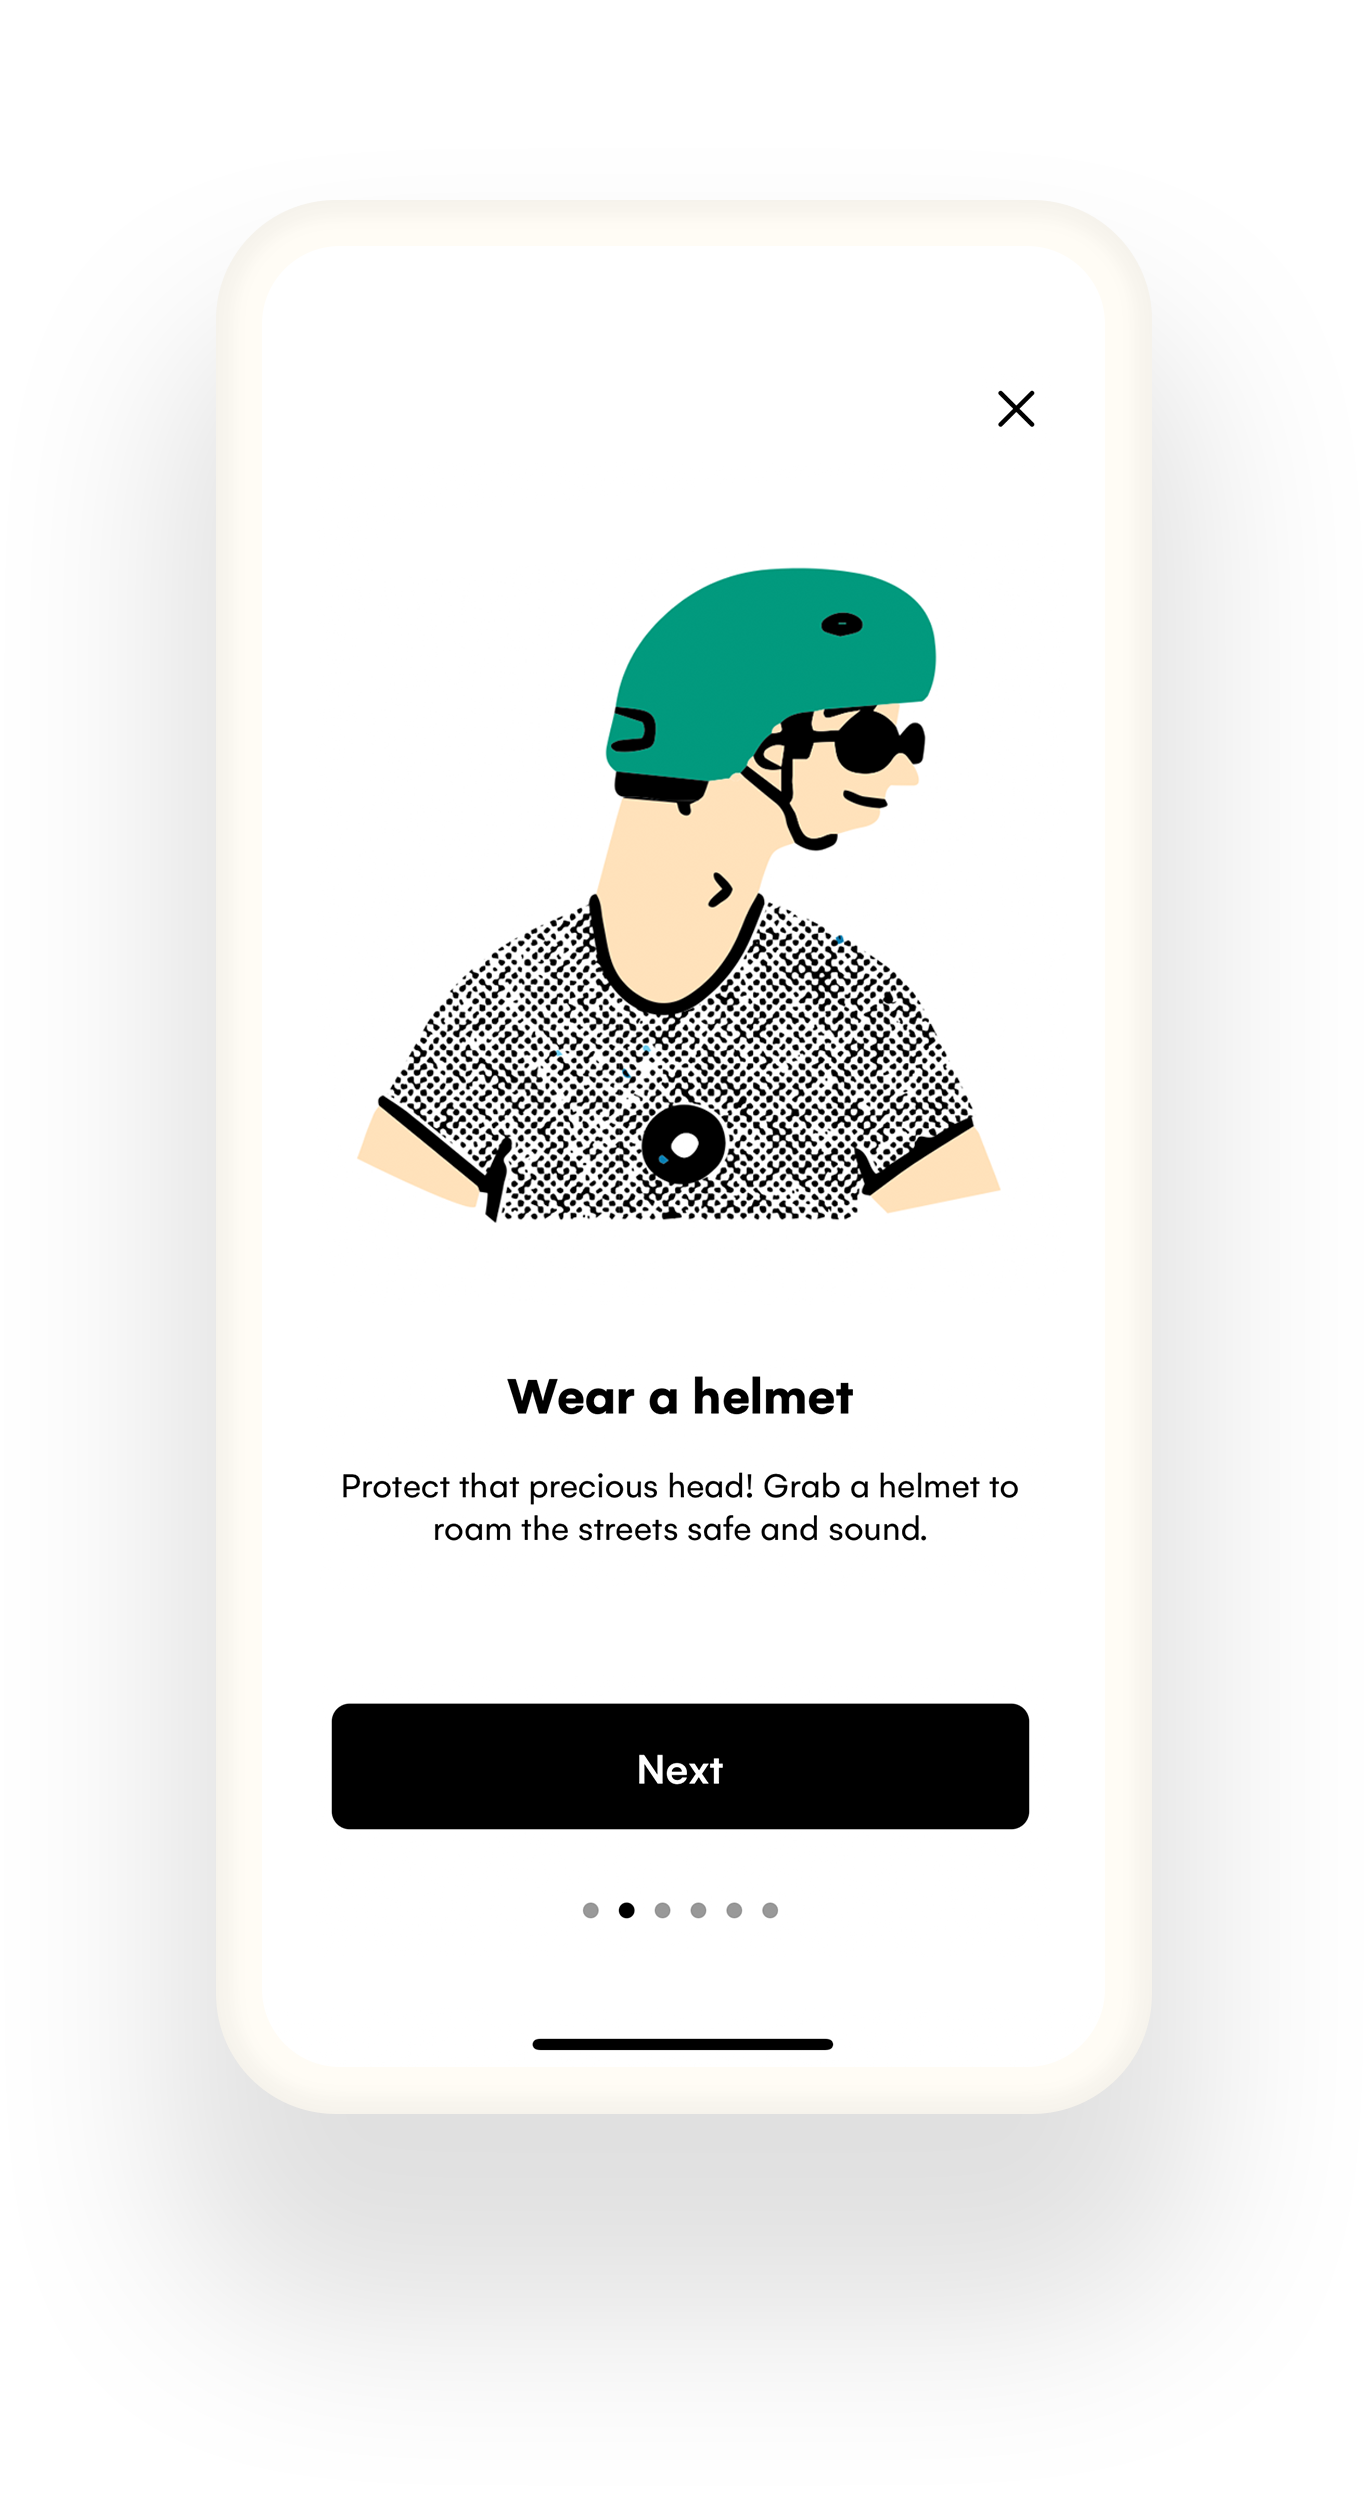 Wear a helmet
Protect that precious head! Grab a helmet to
roam the streets safe and sound.
Next